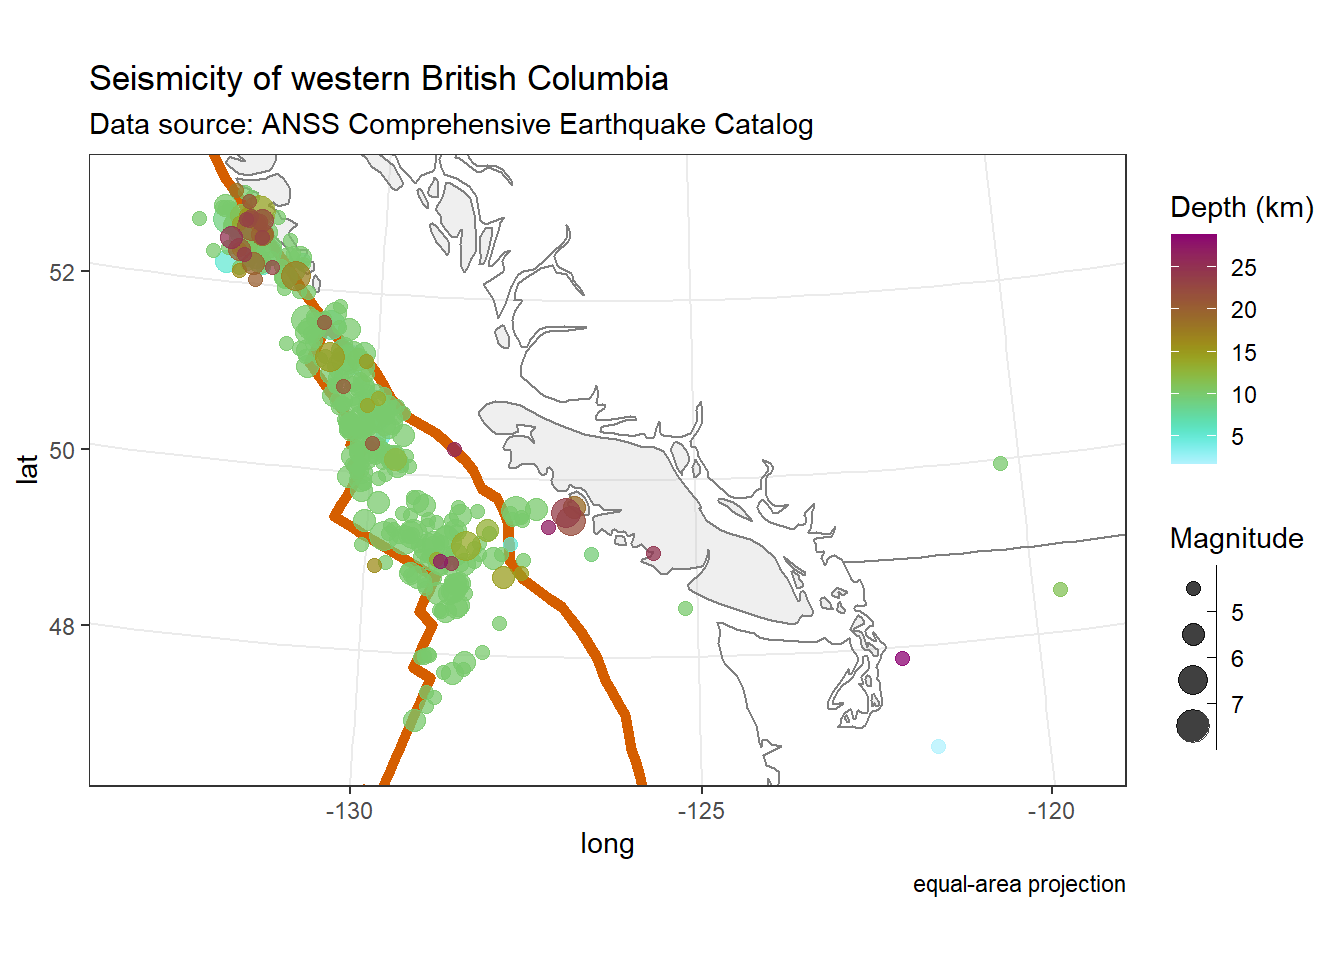 Seismicity of western British Columbia
Data source: ANSS Comprehensive Earthquake Catalog
Depth (km)
25
20
15
10
5
Magnitude
5
6
7
52
50
48
lat
-130
-125
-120
long
equal-area projection